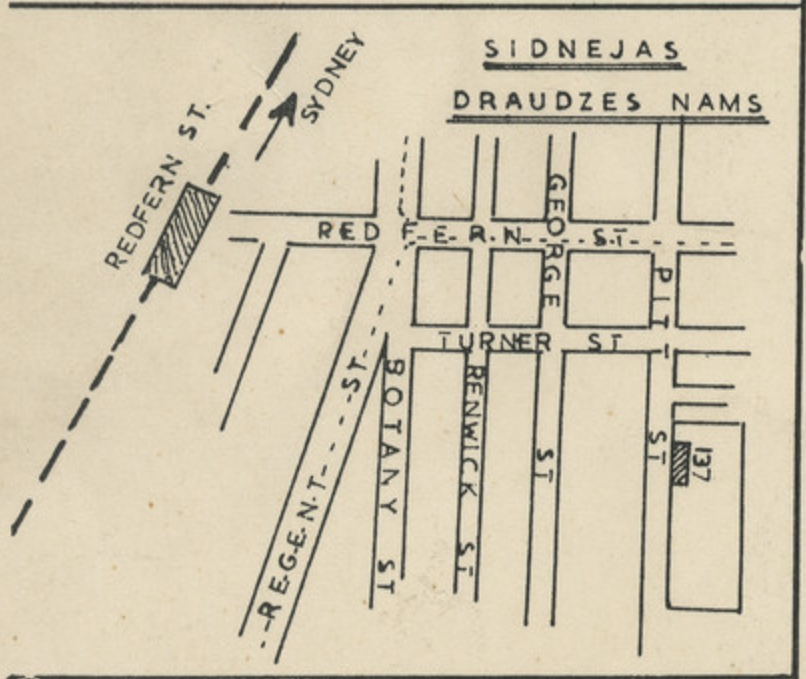 SIDNEJAS
DRAUDZES NAMS
SYDNEY
REDFERN ST.
REDFERN ST.
GEORGE ST
PITT ST
TURNER ST
REGENT ST.
BOTANY ST
RENWICK ST
137